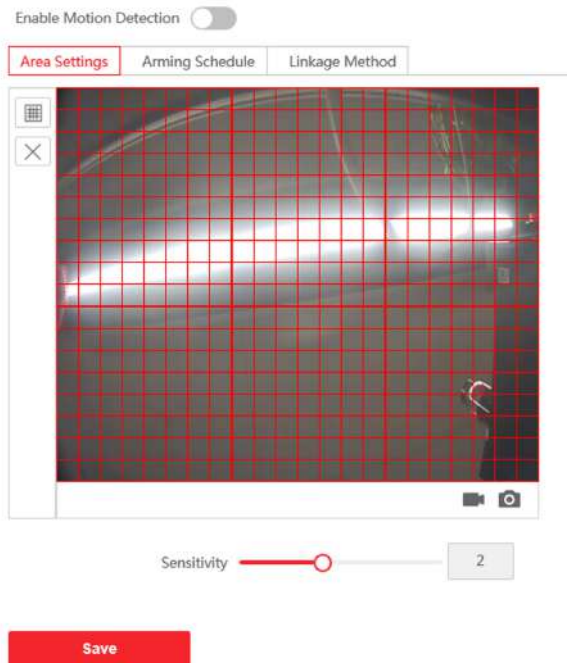 Enable Motion Detection
Area Settings Arming Schedule Linkage Method
Sensitivity 2
Save